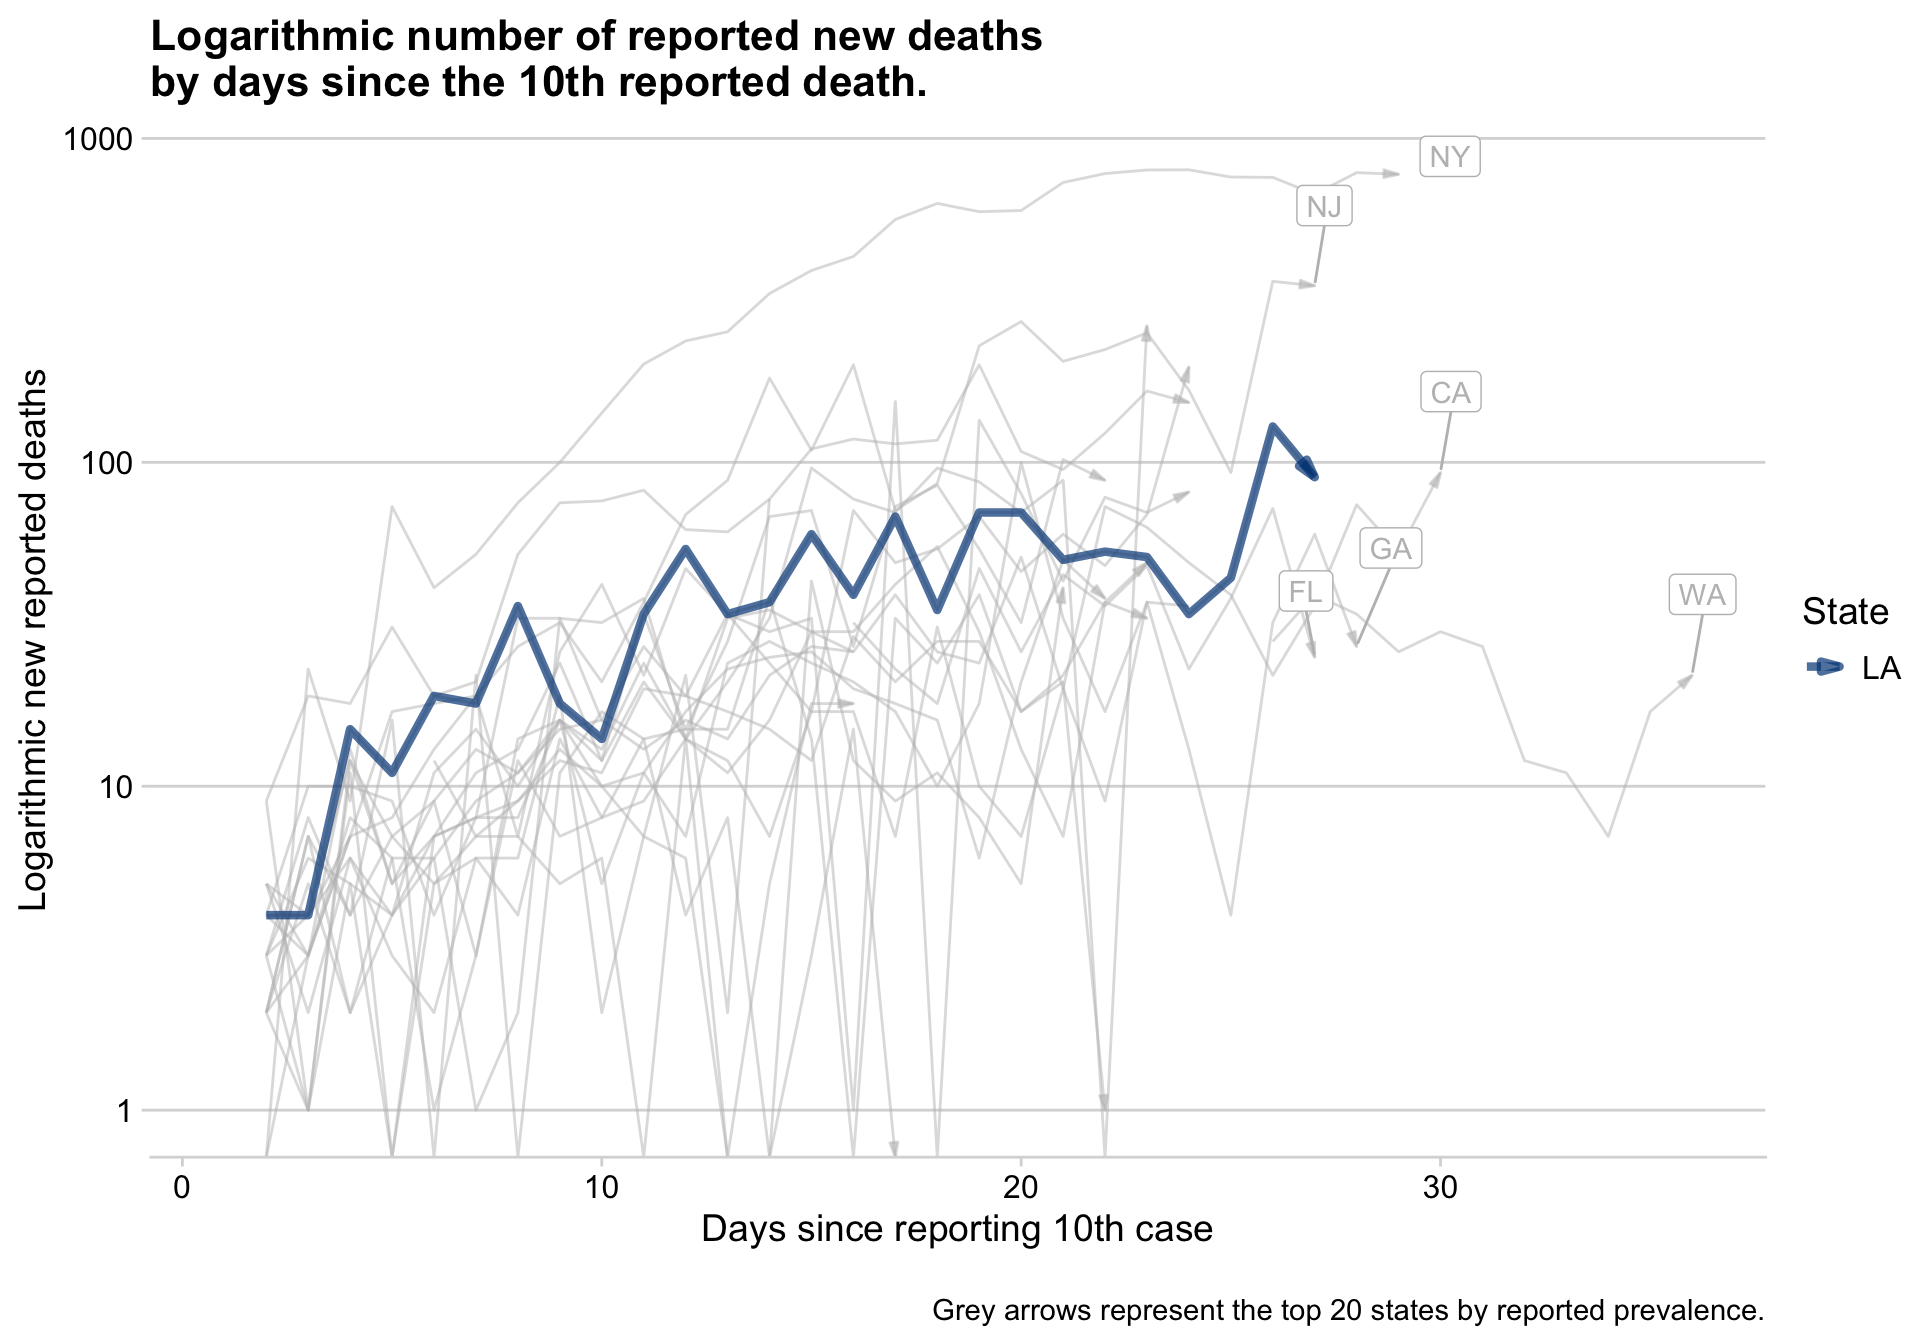 Logarithmic number of reported new deaths
by days since the 10th reported death.
Logarithmic new reported deaths
1000
100
10
1
NY
NJ
CA
GA
FL
WA
State
LA
0
10
20
30
Days since reporting 10th case
Grey arrows represent the top 20 states by reported prevalence.